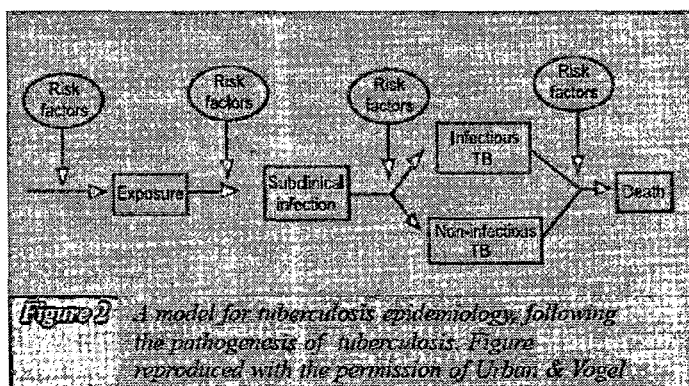 Risk
factors
Risk
factors
Risk
factors
Risk
factors
Exposure
Subclinical
infection
Infectious
TB
Non-infectious
TB
Death
Figure 2 A model for tuberculosis epidemiology, following
the pathogenesis of tuberculosis. Figure
reproduced with the permission of Urban & Vogel